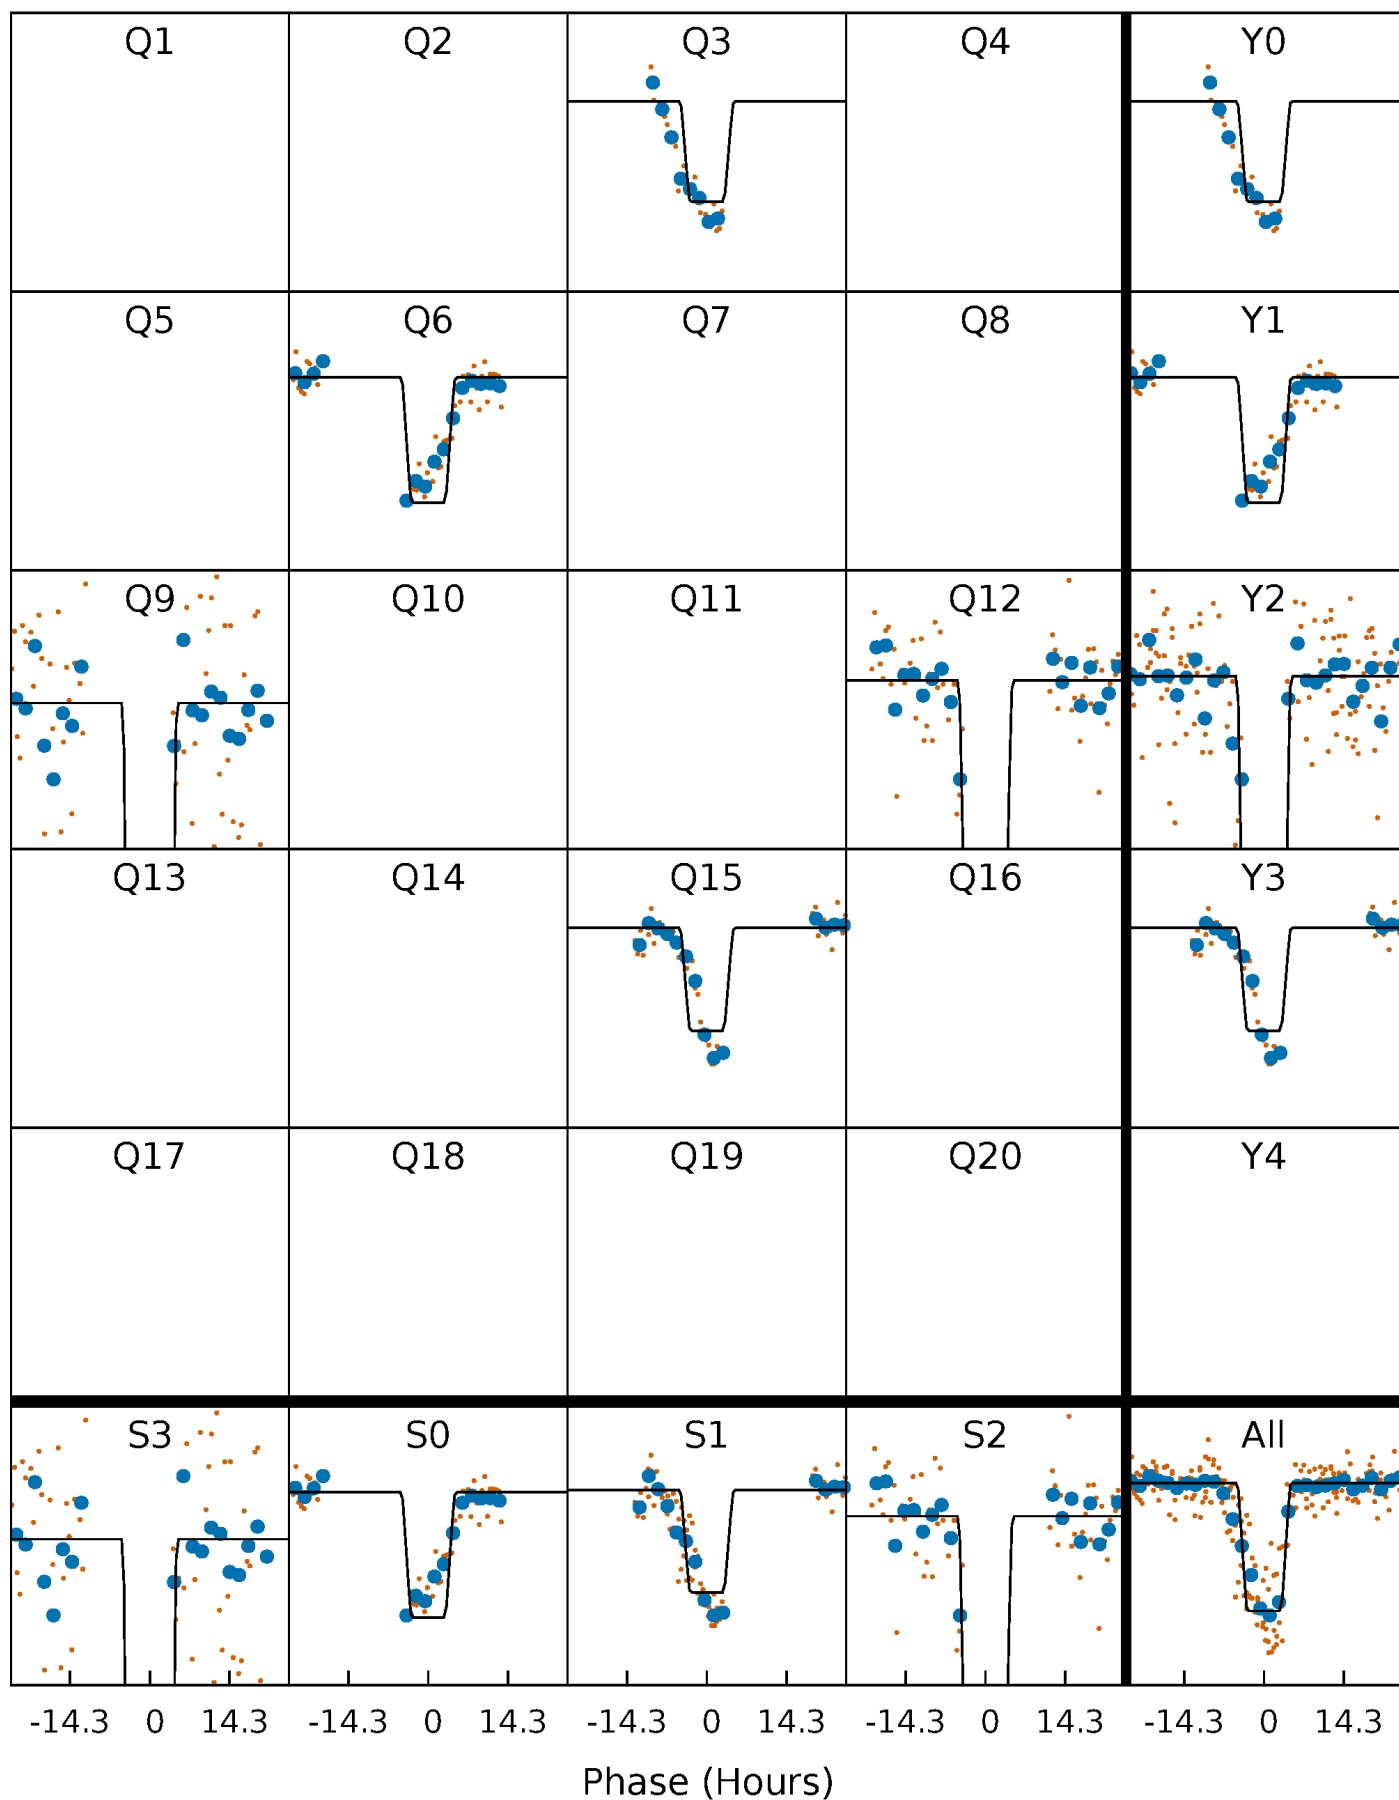 Q1 Q2 Q3 Q4 Y0
Q5 Q6 Q7 Q8 Y1
Q9 Q10 Q11 Q12 Y2
Q13 Q14 Q15 Q16 Y3
Q17 Q18 Q19 Q20 Y4
S3 S0 S1 S2 All
-14.3 0 14.3 -14.3 0 14.3 -14.3 0 14.3 -14.3 0 14.3 -14.3 0 14.3
Phase (Hours)